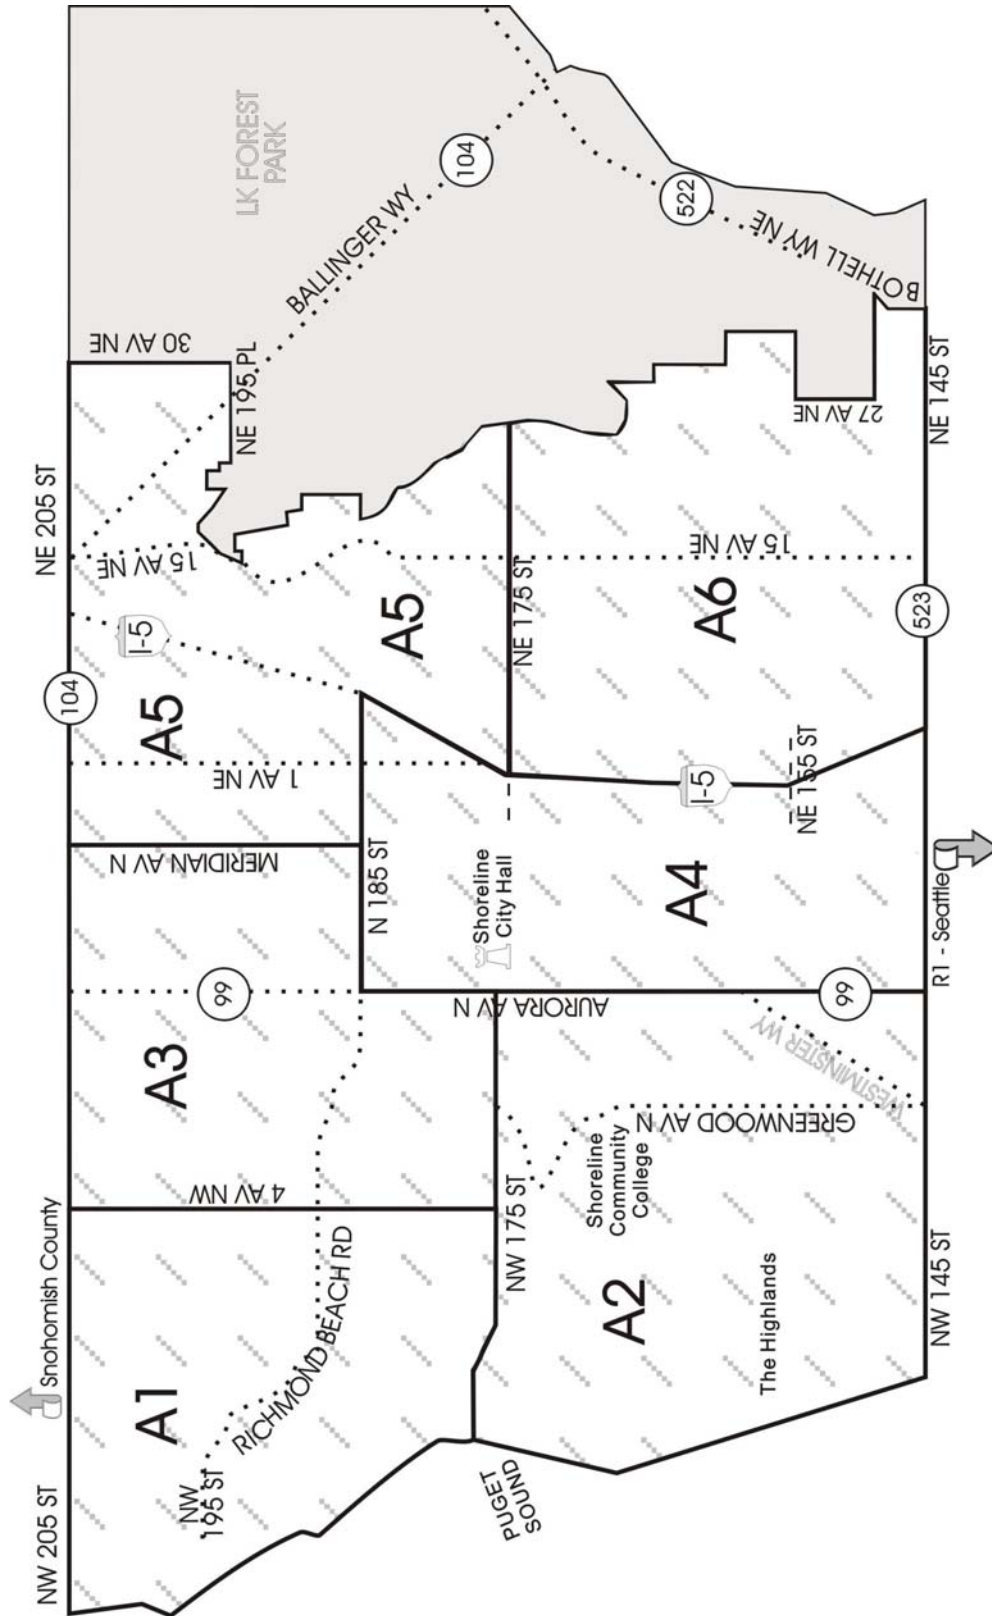 NW 205 ST
Snohomish County
104
NE 205 ST
LK FOREST
PARK
30 AV NE
NE 195 PL
BALLINGER WY
104
522
BOTHELL WY NE
A1
NW
195 ST
RICHMOND BEACH RD
4 AV NW
A3
99
MERIDIAN AV N
1 AV NE
A5
I-5
15 AV NE
A5
N 185 ST
Shoreline
City Hall
PUGET
SOUND
NW 175 ST
AURORA AV N
NE 175 ST
A2
Shoreline
Community
College
The Highlands
GREENWOOD AV N
WESTMINSTER WY
99
A4
I-5
NE 155 ST
A6
15 AV NE
27 AV NE
NW 145 ST
R1 - Seattle
523
NE 145 ST